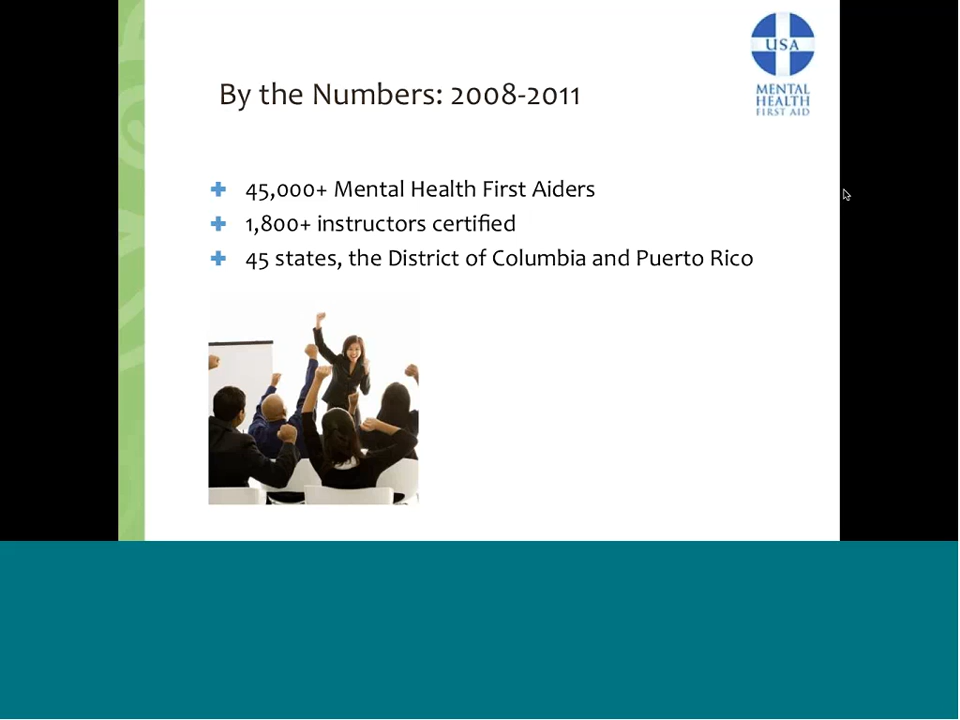 USA
MENTAL
HEALTH
FIRST AID
By the Numbers: 2008-2011
45,000+ Mental Health First Aiders
1,800+ instructors certified
45 states, the District of Columbia and Puerto Rico